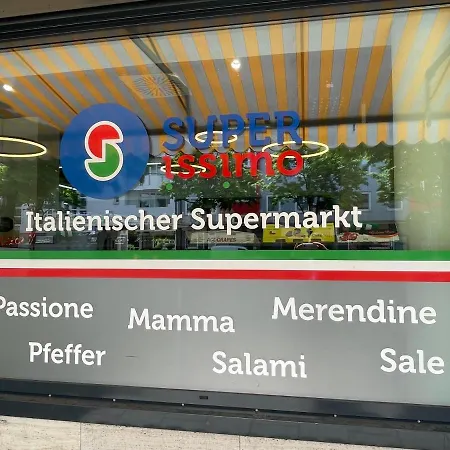 S
SUPER
issimo
Italienischer Supermarkt
Passione Mamma Merendine
Pfeffer Salami Sale